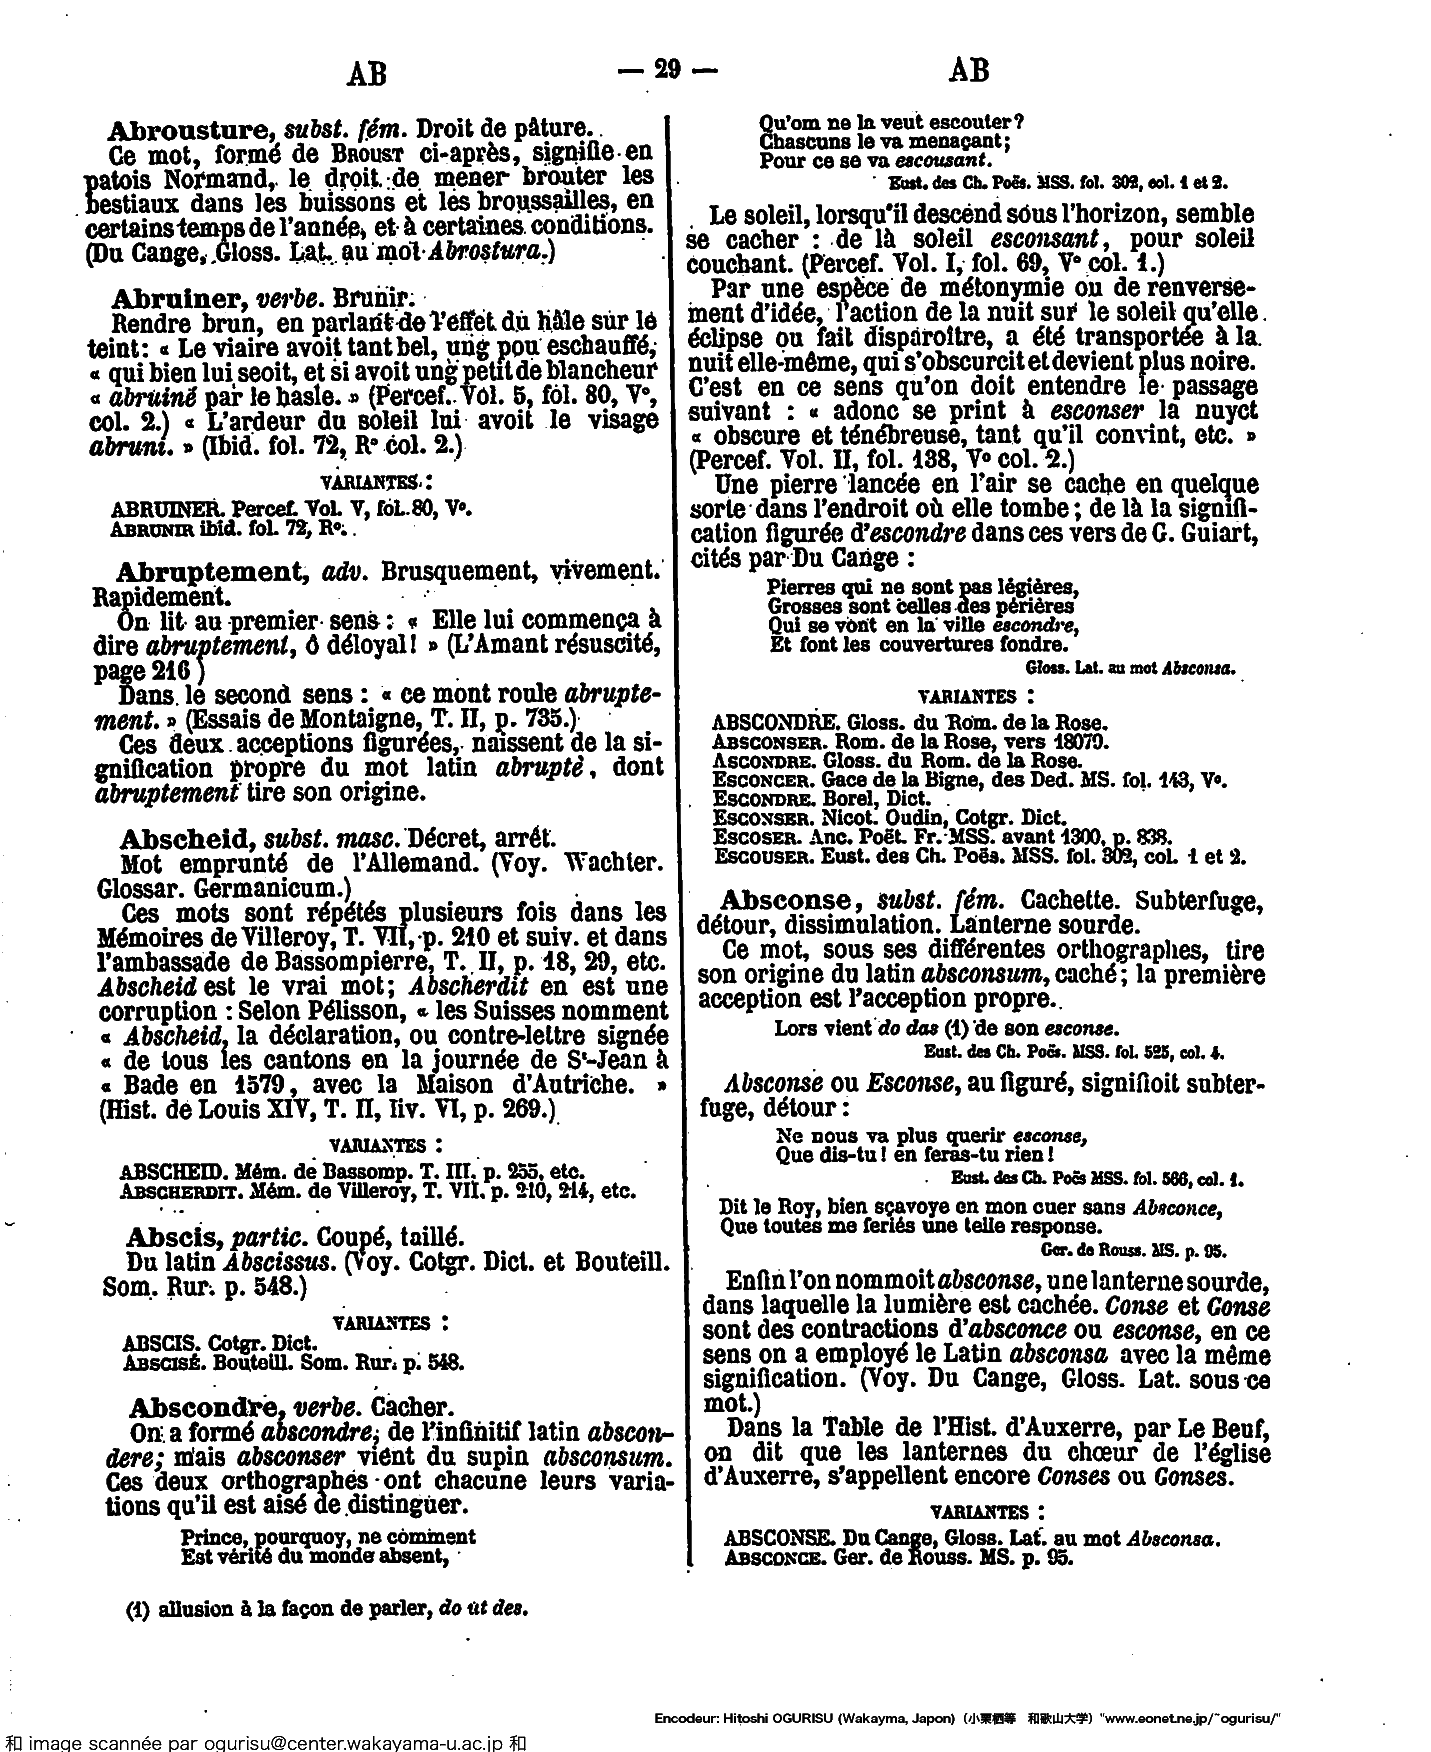 AB — 29 — AB
Abrousture, subst. fém. Droit de pâture.
Ce mot, formé de BROUST ci-après, signifie en
patois Normand, le droit de mener brouter les
bestiaux dans les buissons et les broussailles, en
certains temps de l'année, et à certaines conditions.
(Du Cange, Gloss. Lat. au mot Abrostura.)
Abruiner, verbe. Brunir.
Rendre brun, en parlant de l'effet du hâle sur le
teint: « Le viaire avoit tant bel, ung pou eschauffé,
« qui bien lui seoit, et si avoit ung petit de blancheur
« abruiné par le hasle. » (Percef. Vol. 5, fol. 80, V°,
col. 2.) « L'ardeur du soleil lui avoit le visage
abruni. » (Ibid. fol. 72, R° col. 2.)
VARIANTES :
ABRUINER. Percef. Vol. V, fol. 80, V°.
ABRUNIR ibid. fol. 72, R°.
Abruptement, adv. Brusquement, vivement.
Rapidement.
On lit au premier sens : « Elle lui commença à
dire abruptement, ô déloyal ! » (L'Amant résuscité,
page 216 )
Dans le second sens : « ce mont roule abrupte-
ment. » (Essais de Montaigne, T. II, p. 735.)
Ces deux acceptions figurées, naissent de la si-
gnification propre du mot latin abruptè, dont
abruptement tire son origine.
Abscheid, subst. masc. Décret, arrêt.
Mot emprunté de l'Allemand. (Voy. Wachter.
Glossar. Germanicum.)
Ces mots sont répétés plusieurs fois dans les
Mémoires de Villeroy, T. VII, p. 210 et suiv. et dans
l'ambassade de Bassompierre, T. II, p. 18, 29, etc.
Abscheid est le vrai mot; Abscherdit en est une
corruption : Selon Pélisson, « les Suisses nomment
« Abscheid, la déclaration, ou contre-lettre signée
« de tous les cantons en la journée de St-Jean à
« Bade en 1579, avec la Maison d'Autriche. »
(Hist. de Louis XIV, T. II, liv. VI, p. 269.)
VARIANTES :
ABSCHEID. Mém. de Bassomp. T. III, p. 255, etc.
ABSCHERDIT. Mém. de Villeroy, T. VII. p. 210, 214, etc.
Abscis, partic. Coupé, taillé.
Du latin Abscissus. (Voy. Cotgr. Dict. et Bouteill.
Som. Rur. p. 548.)
VARIANTES :
ABSCIS. Cotgr. Dict.
ABSCISÉ. Bouteill. Som. Rur. p. 548.
Abscondre, verbe. Cacher.
On a formé abscondre, de l'infinitif latin abscon-
dere; mais absconser vient du supin absconsum.
Ces deux orthographes ont chacune leurs varia-
tions qu'il est aisé de distinguer.
Prince, pourquoy, ne comment
Est vérité du monde absent,
(1) allusion à la façon de parler, do ut des.
Qu'om ne la veut escouter?
Chascuns le va menaçant;
Pour ce se va escousant.
Eust. des Ch. Poës. MSS. fol. 302, col. 1 et 2.
Le soleil, lorsqu'il descend sous l'horizon, semble
se cacher : de là soleil esconsant, pour soleil
couchant. (Percef. Vol. I, fol. 69, V° col. 1.)
Par une espèce de métonymie ou de renverse-
ment d'idée, l'action de la nuit sur le soleil qu'elle
éclipse ou fait disparoître, a été transportée à la
nuit elle-même, qui s'obscurcit et devient plus noire.
C'est en ce sens qu'on doit entendre le passage
suivant : « adonc se print à esconser la nuyct
« obscure et ténébreuse, tant qu'il convint, etc. »
(Percef. Vol. II, fol. 138, V° col. 2.)
Une pierre lancée en l'air se cache en quelque
sorte dans l'endroit où elle tombe; de là la signifi-
cation figurée d'escondre dans ces vers de G. Guiart,
cités par Du Cange :
Pierres qui ne sont pas légières,
Grosses sont celles des périères
Qui se vont en la ville escondre,
Et font les couvertures fondre.
Gloss. Lat. au mot Absconsa.
VARIANTES :
ABSCONDRE. Gloss. du Rom. de la Rose.
ABSCONSER. Rom. de la Rose, vers 18079.
ASCONDRE. Gloss. du Rom. de la Rose.
ESCONCER. Gace de la Bigne, des Ded. MS. fol. 143, V°.
ESCONDRE. Borel, Dict.
ESCONSER. Nicot. Oudin, Cotgr. Dict.
ESCOSER. Anc. Poët. Fr. MSS. avant 1300, p. 838.
ESCOUSER. Eust. des Ch. Poës. MSS. fol. 302, col. 1 et 2.
Absconse, subst. fém. Cachette. Subterfuge,
détour, dissimulation. Lanterne sourde.
Ce mot, sous ses différentes orthographes, tire
son origine du latin absconsum, caché; la première
acception est l'acception propre.
Lors vient do das (1) de son esconse.
Eust. des Ch. Poës. MSS. fol. 525, col. 4.
Absconse ou Esconse, au figuré, signifioit subter-
fuge, détour :
Ne nous va plus querir esconse,
Que dis-tu! en feras-tu rien!
Eust. des Ch. Poës MSS. fol. 566, col. 1.
Dit le Roy, bien sçavoye en mon cuer sans Absconce,
Que toutes me feriés une telle response.
Ger. de Rouss. MS. p. 95.
Enfin l'on nommoit absconse, une lanterne sourde,
dans laquelle la lumière est cachée. Conse et Gonse
sont des contractions d'absconce ou esconse, en ce
sens on a employé le Latin absconsa avec la même
signification. (Voy. Du Cange, Gloss. Lat. sous ce
mot.)
Dans la Table de l'Hist. d'Auxerre, par Le Beuf,
on dit que les lanternes du chœur de l'église
d'Auxerre, s'appellent encore Conses ou Gonses.
VARIANTES :
ABSCONSE. Du Cange, Gloss. Lat. au mot Absconsa.
ABSCONCE. Ger. de Rouss. MS. p. 95.
Encodeur: Hitoshi OGURISU (Wakayma, Japon) (小栗栖等 和歌山大学) "www.eonet.ne.jp/~ogurisu/"
和 image scannée par ogurisu@center.wakayama-u.ac.jp 和